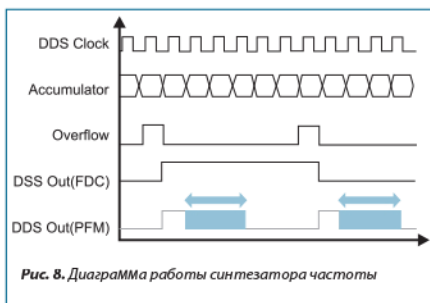 DDS Clock
Accumulator
Overflow
DSS Out(FDC)
DDS Out(PFM)
Рис. 8. Диаграмма работы синтезатора частоты